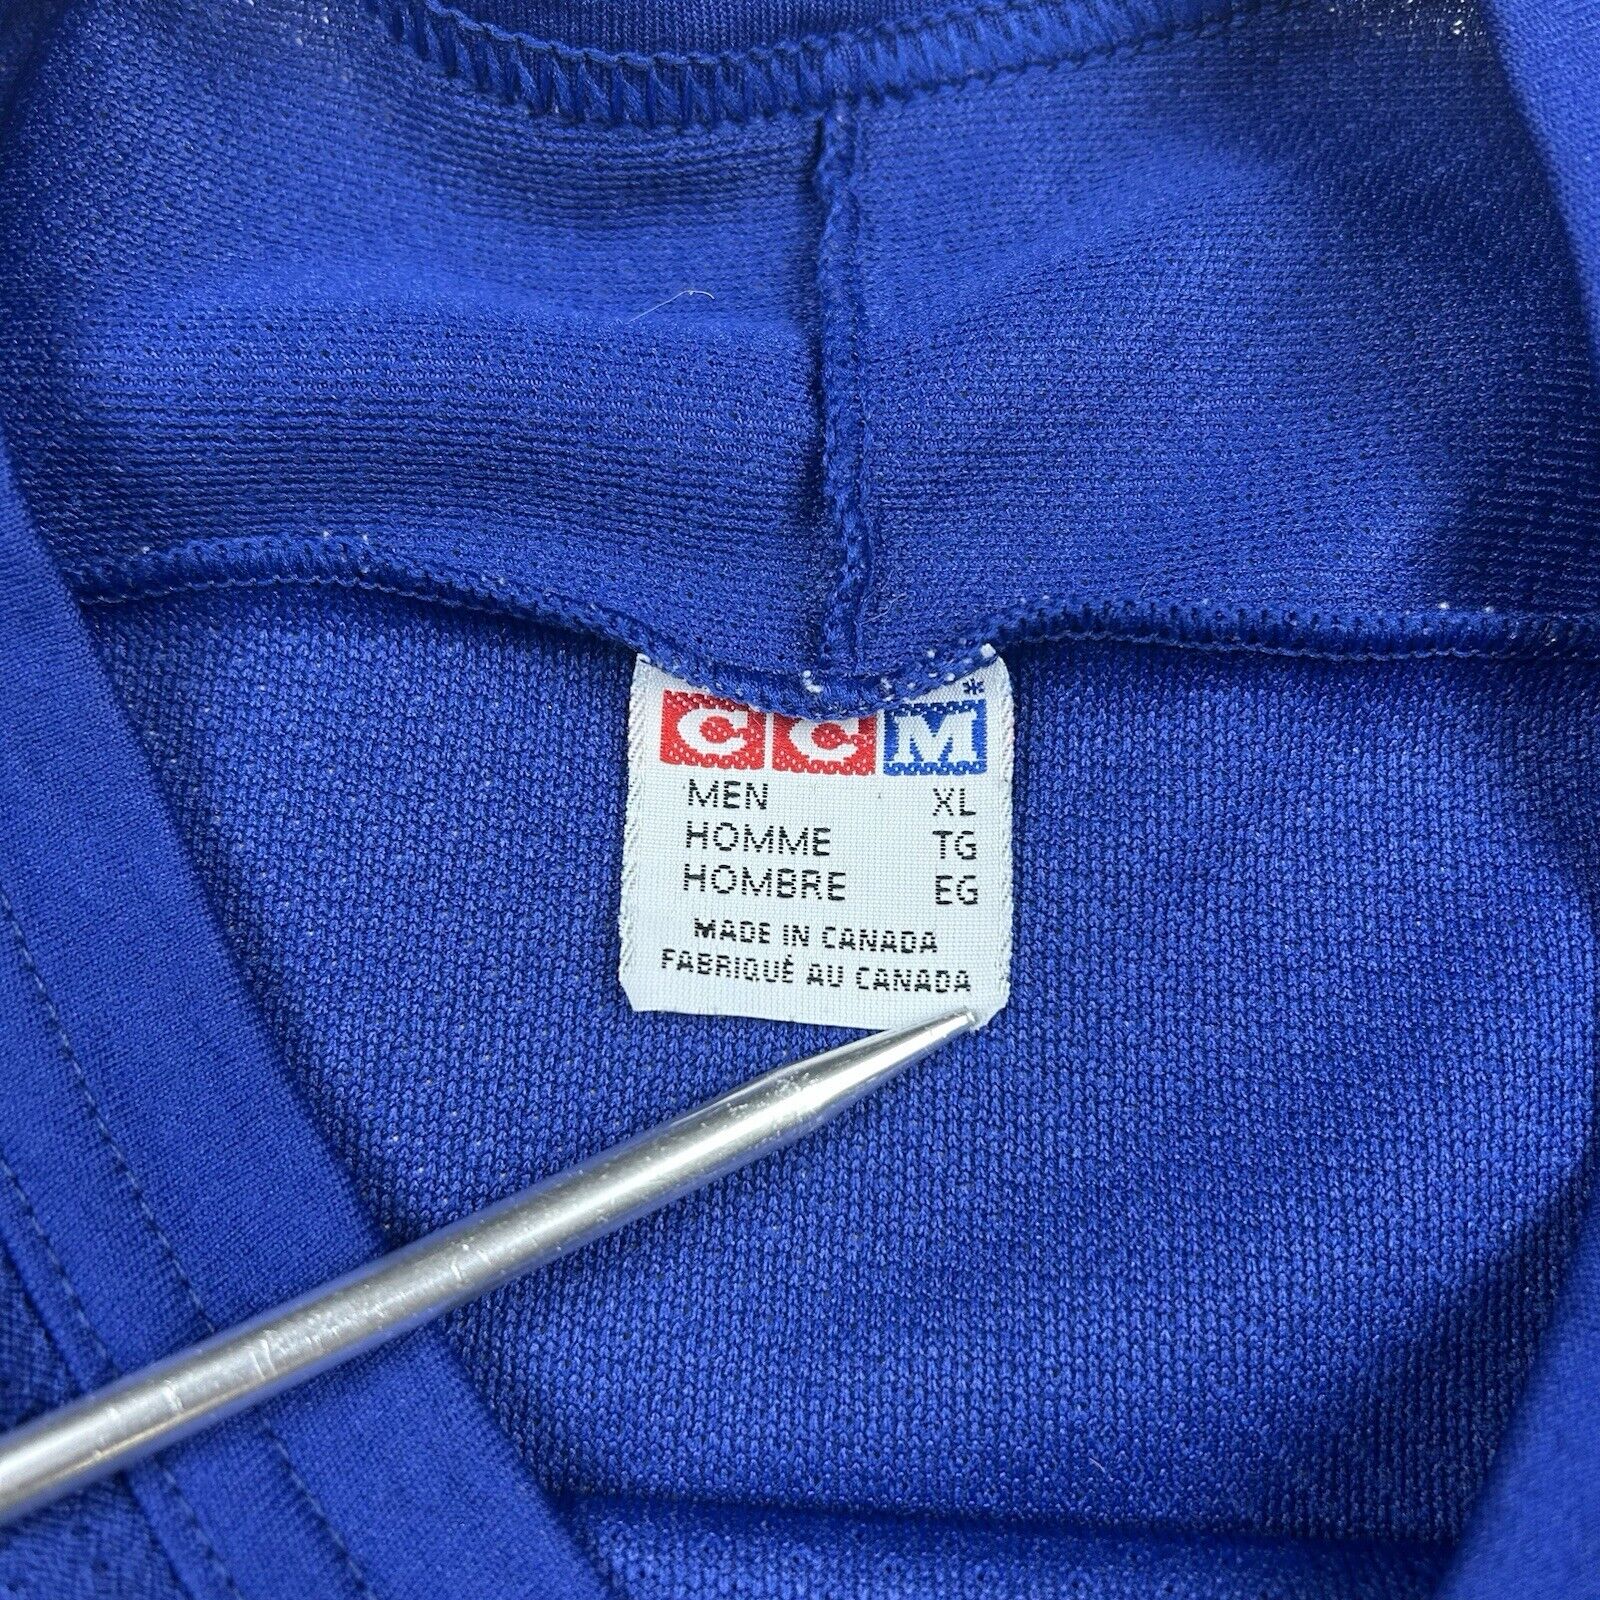 CCM*
MEN XL
HOMME TG
HOMBRE EG
MADE IN CANADA
FABRIQUÉ AU CANADA